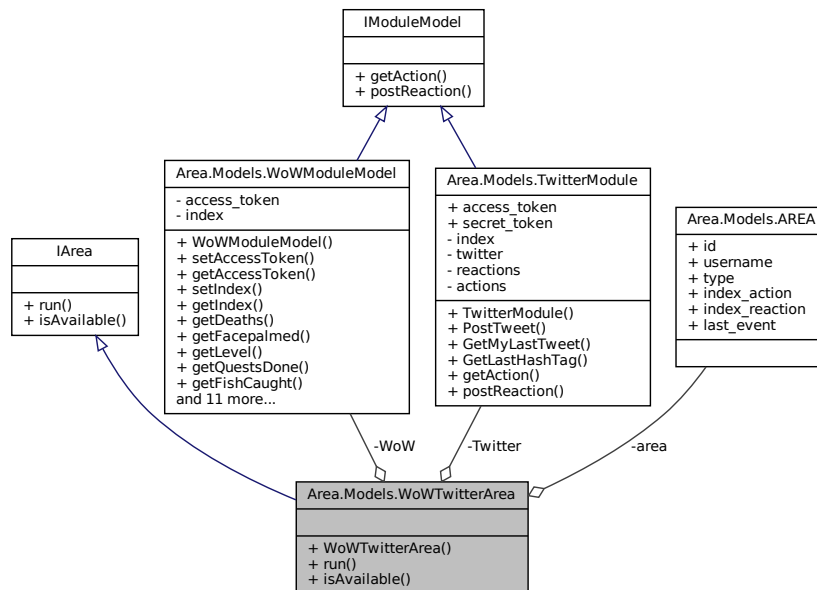 IModuleModel
+ getAction()
+ postReaction()
Area.Models.WoWModuleModel
- access_token
- index
+ WoWModuleModel()
+ setAccessToken()
+ getAccessToken()
+ setIndex()
+ getIndex()
+ getDeaths()
+ getFacepalmed()
+ getLevel()
+ getQuestsDone()
+ getFishCaught()
and 11 more...
Area.Models.TwitterModule
+ access_token
+ secret_token
- index
- twitter
- reactions
- actions
+ TwitterModule()
+ PostTweet()
+ GetMyLastTweet()
+ GetLastHashTag()
+ getAction()
+ postReaction()
Area.Models.AREA
+ id
+ username
+ type
+ index_action
+ index_reaction
+ last_event
IArea
+ run()
+ isAvailable()
-WoW
-Twitter
-area
Area.Models.WoWTwitterArea
+ WoWTwitterArea()
+ run()
+ isAvailable()